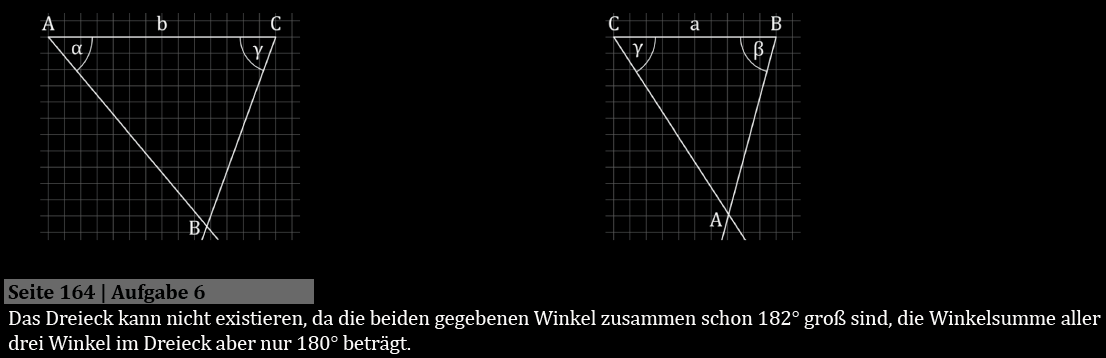 A b C
α γ
B
C a B
γ β
A
Seite 164 | Aufgabe 6
Das Dreieck kann nicht existieren, da die beiden gegebenen Winkel zusammen schon 182° groß sind, die Winkelsumme aller
drei Winkel im Dreieck aber nur 180° beträgt.